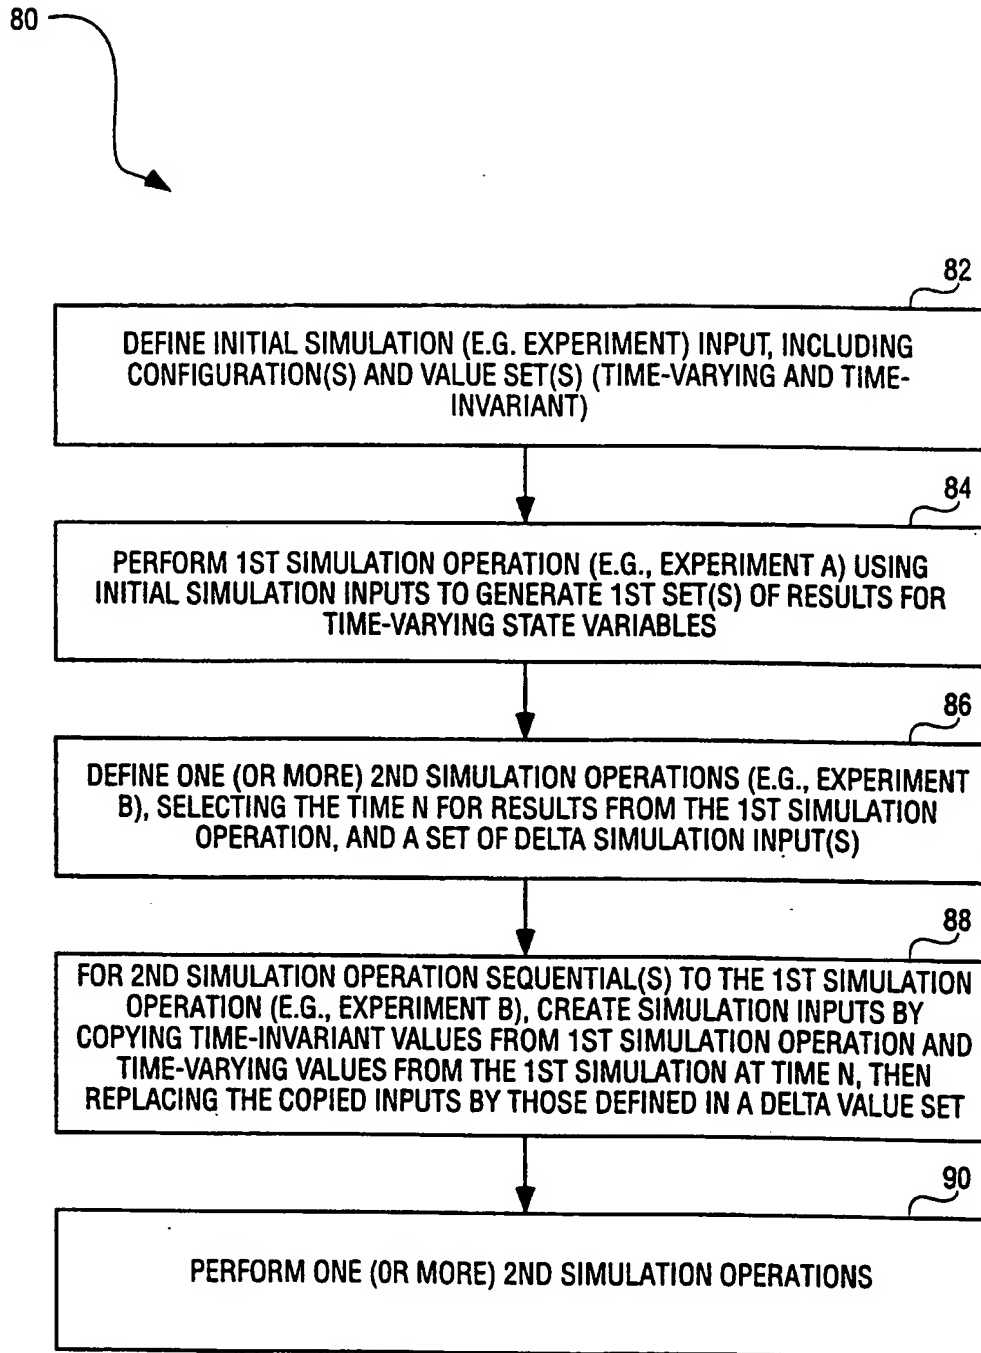 80
82
DEFINE INITIAL SIMULATION (E.G. EXPERIMENT) INPUT, INCLUDING
CONFIGURATION(S) AND VALUE SET(S) (TIME-VARYING AND TIME-
INVARIANT)
84
PERFORM 1ST SIMULATION OPERATION (E.G., EXPERIMENT A) USING
INITIAL SIMULATION INPUTS TO GENERATE 1ST SET(S) OF RESULTS FOR
TIME-VARYING STATE VARIABLES
86
DEFINE ONE (OR MORE) 2ND SIMULATION OPERATIONS (E.G., EXPERIMENT
B), SELECTING THE TIME N FOR RESULTS FROM THE 1ST SIMULATION
OPERATION, AND A SET OF DELTA SIMULATION INPUT(S)
88
FOR 2ND SIMULATION OPERATION SEQUENTIAL(S) TO THE 1ST SIMULATION
OPERATION (E.G., EXPERIMENT B), CREATE SIMULATION INPUTS BY
COPYING TIME-INVARIANT VALUES FROM 1ST SIMULATION OPERATION AND
TIME-VARYING VALUES FROM THE 1ST SIMULATION AT TIME N, THEN
REPLACING THE COPIED INPUTS BY THOSE DEFINED IN A DELTA VALUE SET
90
PERFORM ONE (OR MORE) 2ND SIMULATION OPERATIONS